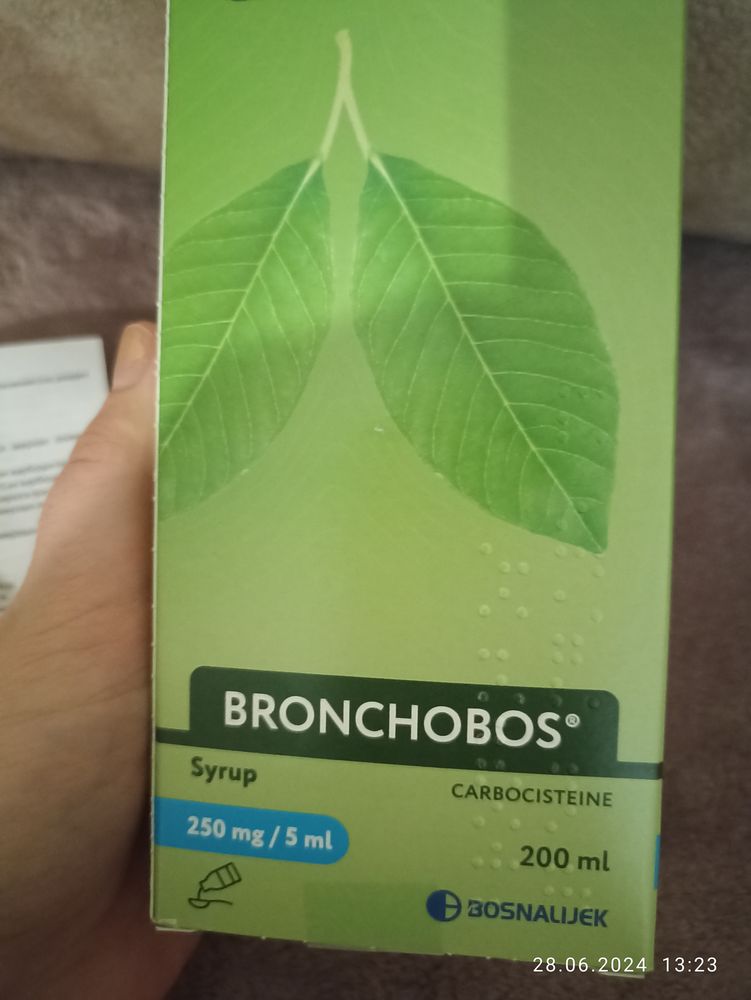 BRONCHOBOS®
Syrup
CARBOCISTEINE
250 mg / 5 ml
200 ml
BOSNALIJEK
28.06.2024 13:23